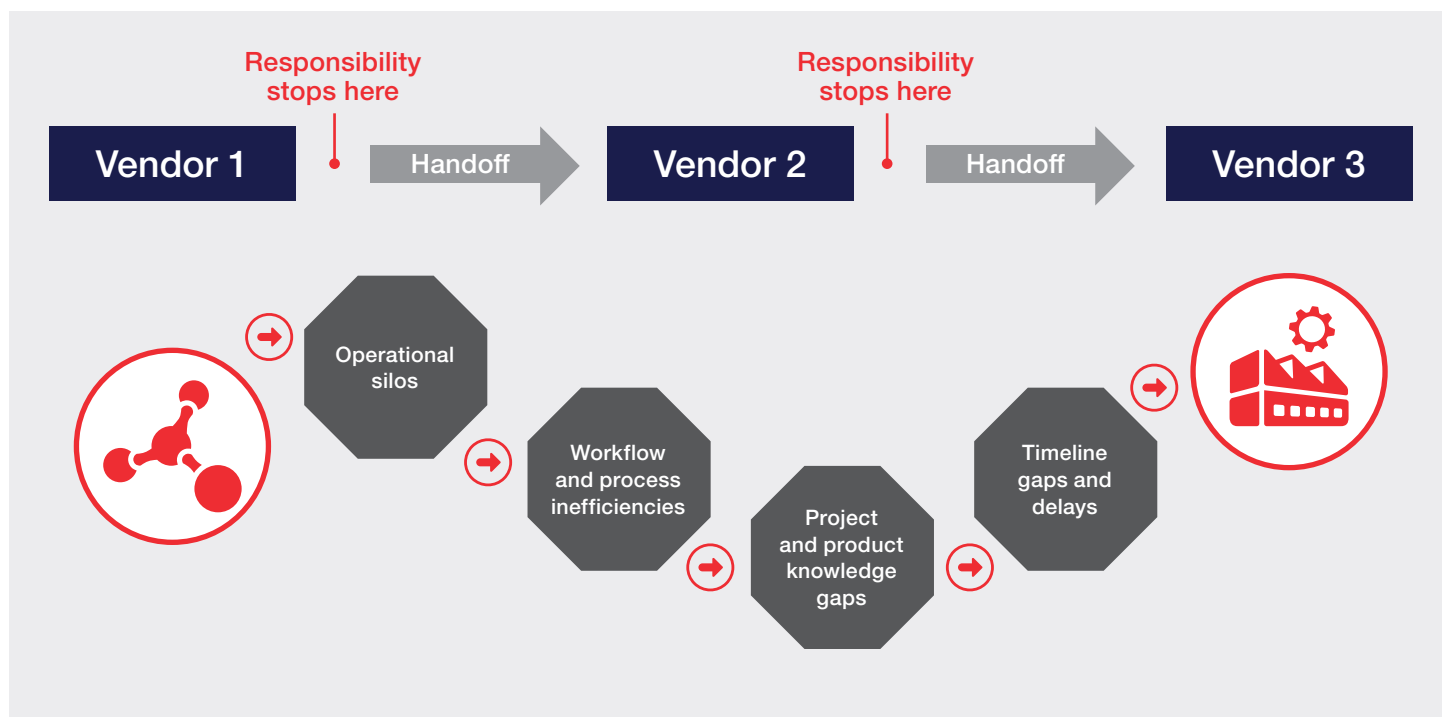 Responsibility
stops here
Responsibility
stops here
Vendor 1
Handoff
Vendor 2
Handoff
Vendor 3
Operational
silos
Workflow
and process
inefficiencies
Project
and product
knowledge
gaps
Timeline
gaps and
delays